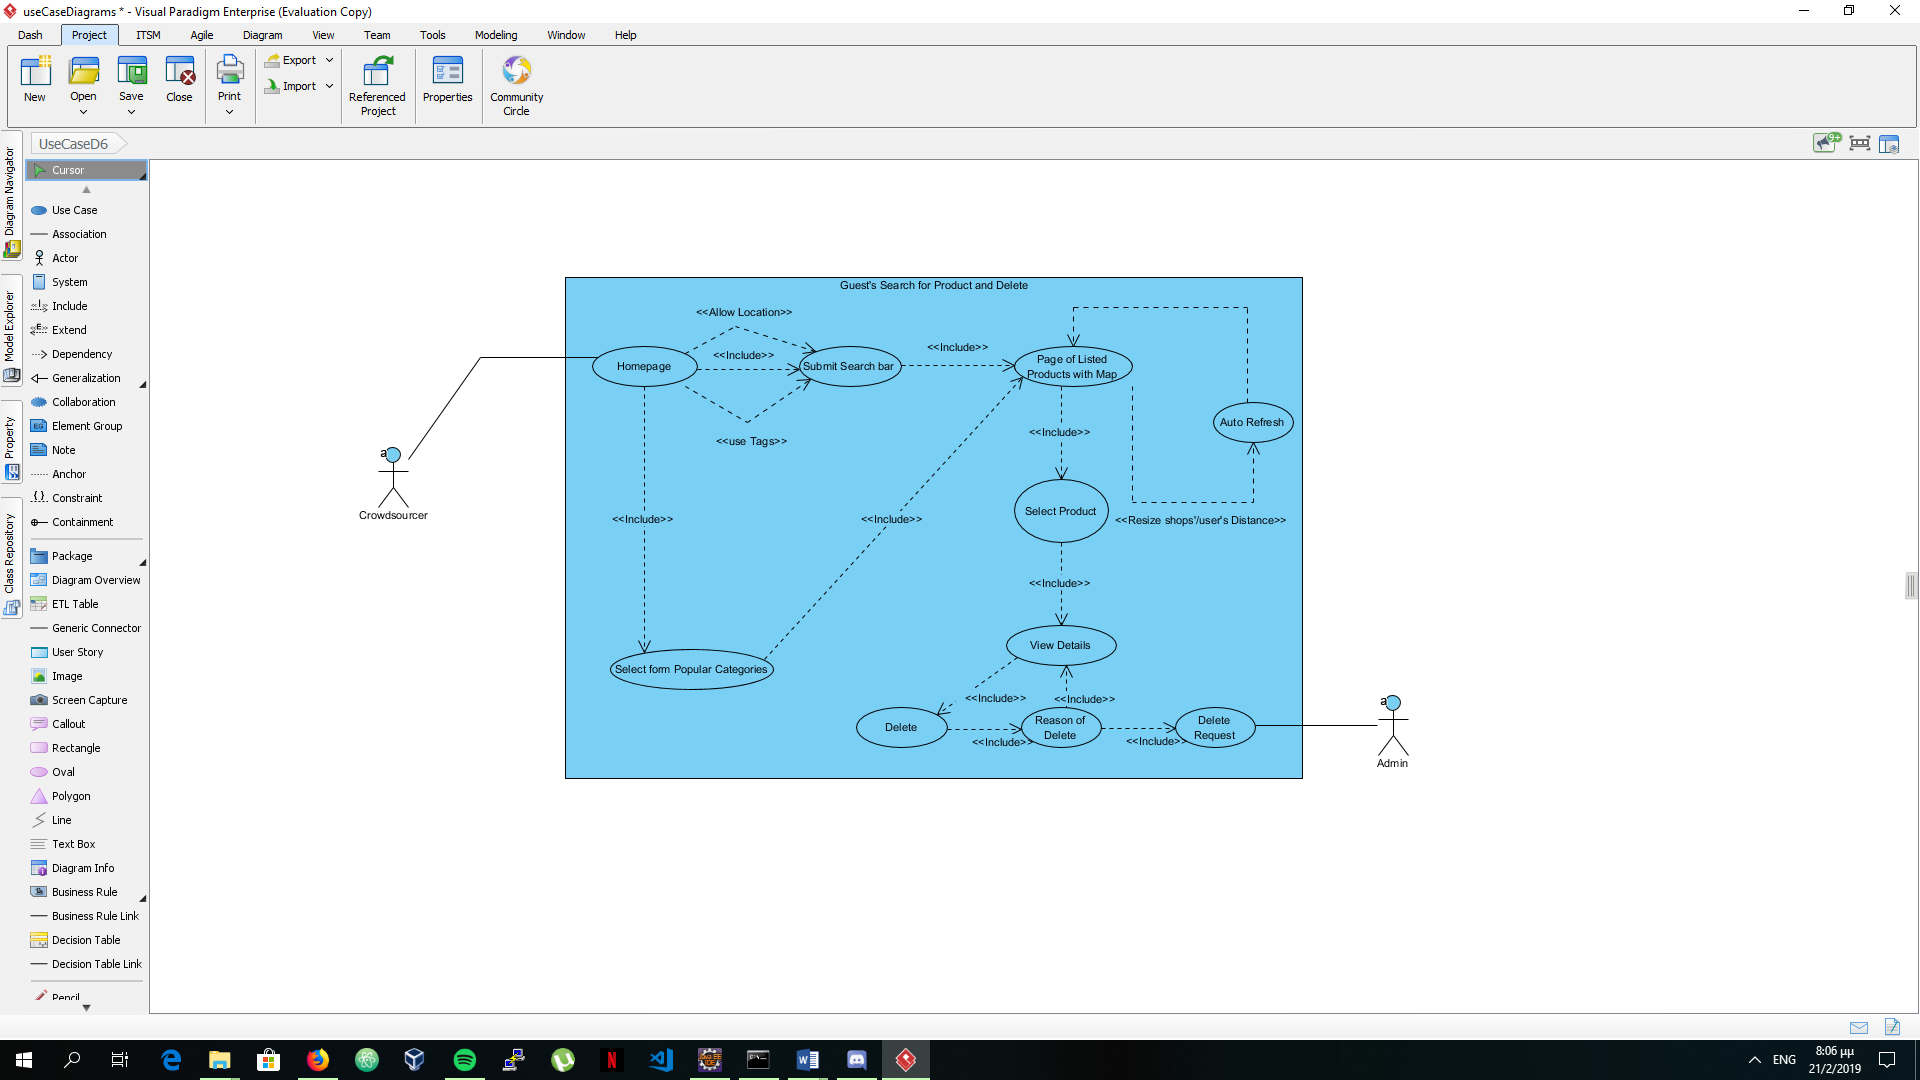 useCaseDiagrams * - Visual Paradigm Enterprise (Evaluation Copy)
Dash Project ITSM Agile Diagram View Team Tools Modeling Window Help
New
Open
Save
Close
Print
Export
Import
Referenced
Project
Properties
Community
Circle
UseCaseD6
9+
Diagram Navigator
Model Explorer
Property
Class Repository
Cursor
Use Case
Association
Actor
System
Include
Extend
Dependency
Generalization
Collaboration
Element Group
Note
Anchor
Constraint
Containment
Package
Diagram Overview
ETL Table
Generic Connector
User Story
Image
Screen Capture
Callout
Rectangle
Oval
Polygon
Line
Text Box
Diagram Info
Business Rule
Business Rule Link
Decision Table
Decision Table Link
Pencil
Guest's Search for Product and Delete
<<Allow Location>>
<<Include>>
<<use Tags>>
Homepage
Submit Search bar
<<Include>>
Page of Listed
Products with Map
Auto Refresh
<<Include>>
a
Crowdsourcer
<<Include>>
<<Include>>
Select Product
<<Resize shops'/user's Distance>>
<<Include>>
View Details
Select form Popular Categories
<<Include>>
<<Include>>
Delete
<<Include>>
Reason of
Delete
<<Include>>
Delete
Request
a
Admin
ENG
8:06 μμ
21/2/2019